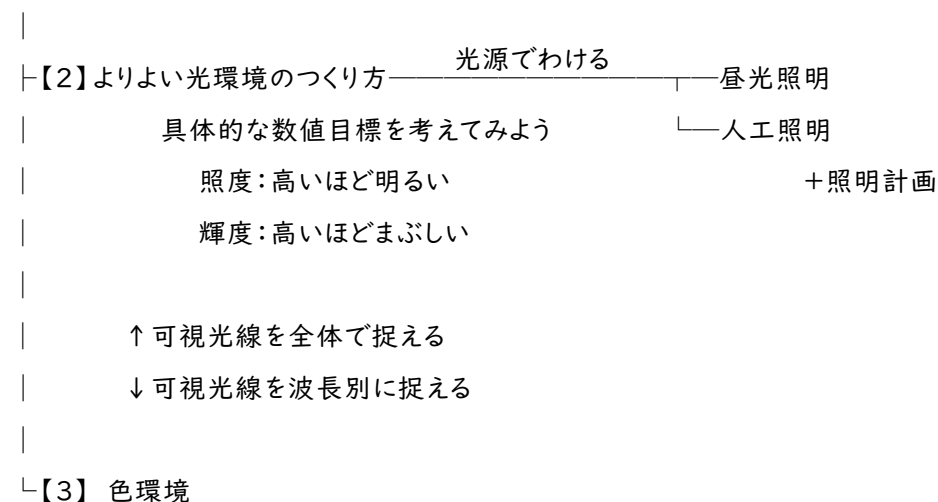 光源でわける
【2】よりよい光環境のつくり方 昼光照明
具体的な数値目標を考えてみよう 人工照明
照度：高いほど明るい ＋照明計画
輝度：高いほどまぶしい
↑可視光線を全体で捉える
↓可視光線を波長別に捉える
【3】 色環境